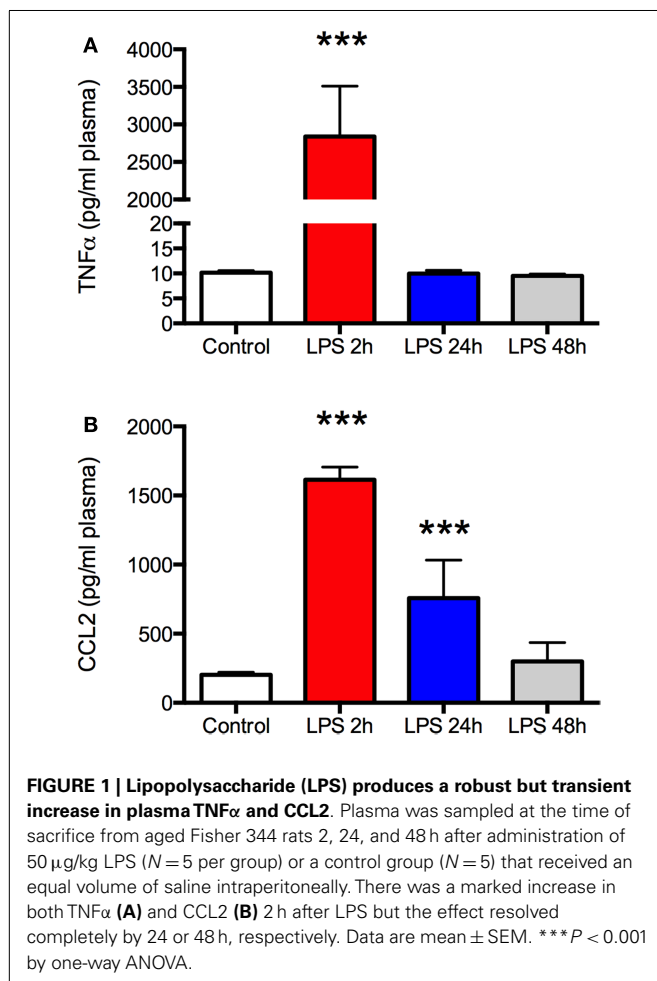 A
***
4000
3500
3000
2500
2000
20
15
10
5
0
TNFα (pg/ml plasma)
Control LPS 2h LPS 24h LPS 48h
B
***
***
2000
1500
1000
500
0
CCL2 (pg/ml plasma)
Control LPS 2h LPS 24h LPS 48h
FIGURE 1 | Lipopolysaccharide (LPS) produces a robust but transient
increase in plasma TNFα and CCL2. Plasma was sampled at the time of
sacrifice from aged Fisher 344 rats 2, 24, and 48 h after administration of
50 μg/kg LPS (N = 5 per group) or a control group (N = 5) that received an
equal volume of saline intraperitoneally. There was a marked increase in
both TNFα (A) and CCL2 (B) 2 h after LPS but the effect resolved
completely by 24 or 48 h, respectively. Data are mean ± SEM. ***P < 0.001
by one-way ANOVA.